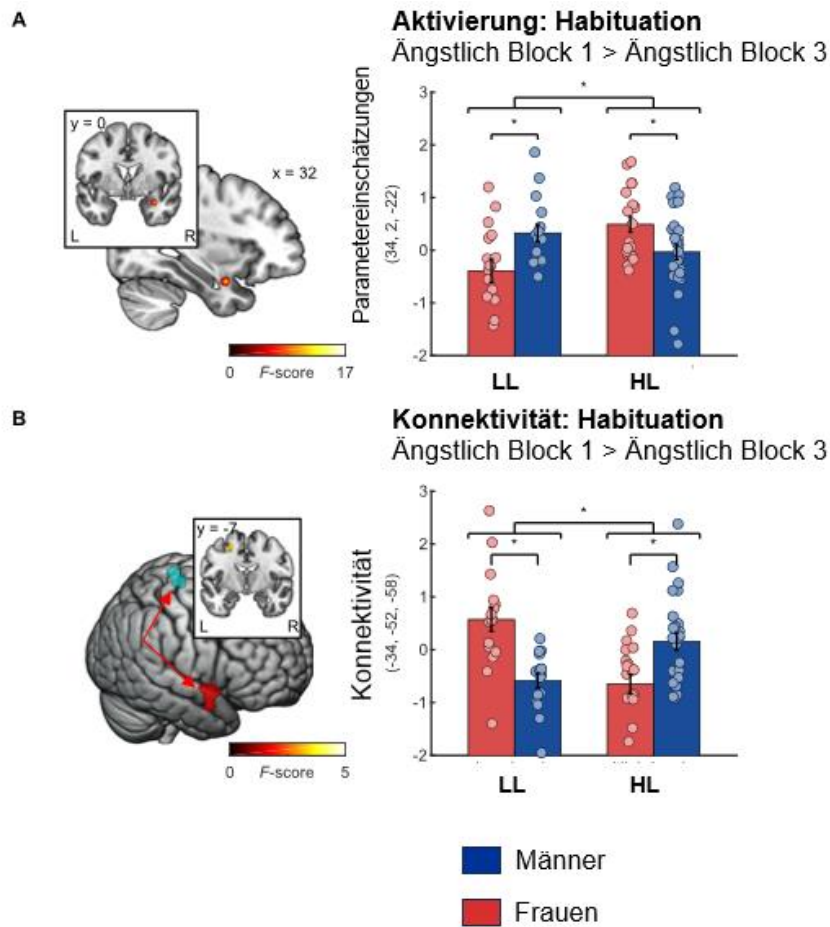 A
Aktivierung: Habituation
Ängstlich Block 1 > Ängstlich Block 3
y = 0
L
R
x = 32
0
F-score
17
Parametereinschätzungen
(34, 2, -22)
3
2
1
0
-1
-2
*
*
*
LL
HL
B
Konnektivität: Habituation
Ängstlich Block 1 > Ängstlich Block 3
y = -7
L
R
0
F-score
5
Konnektivität
(-34, -52, -58)
3
2
1
0
-1
-2
*
*
*
LL
HL
Männer
Frauen